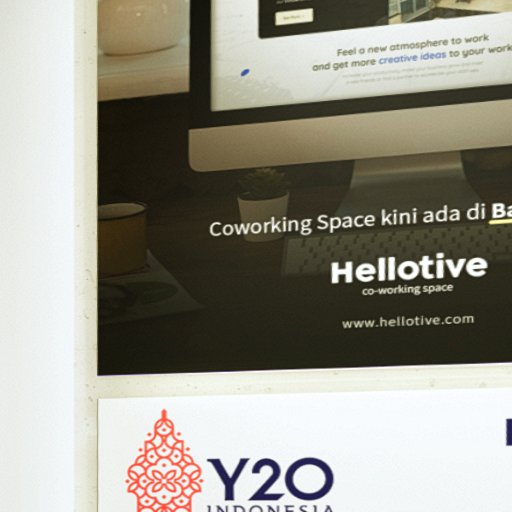 Feel a new atmosphere to work
and get more creative ideas to your work
Coworking Space kini ada di Ba
Hellotive
co-working space
www.hellotive.com
Y20
INDONESIA